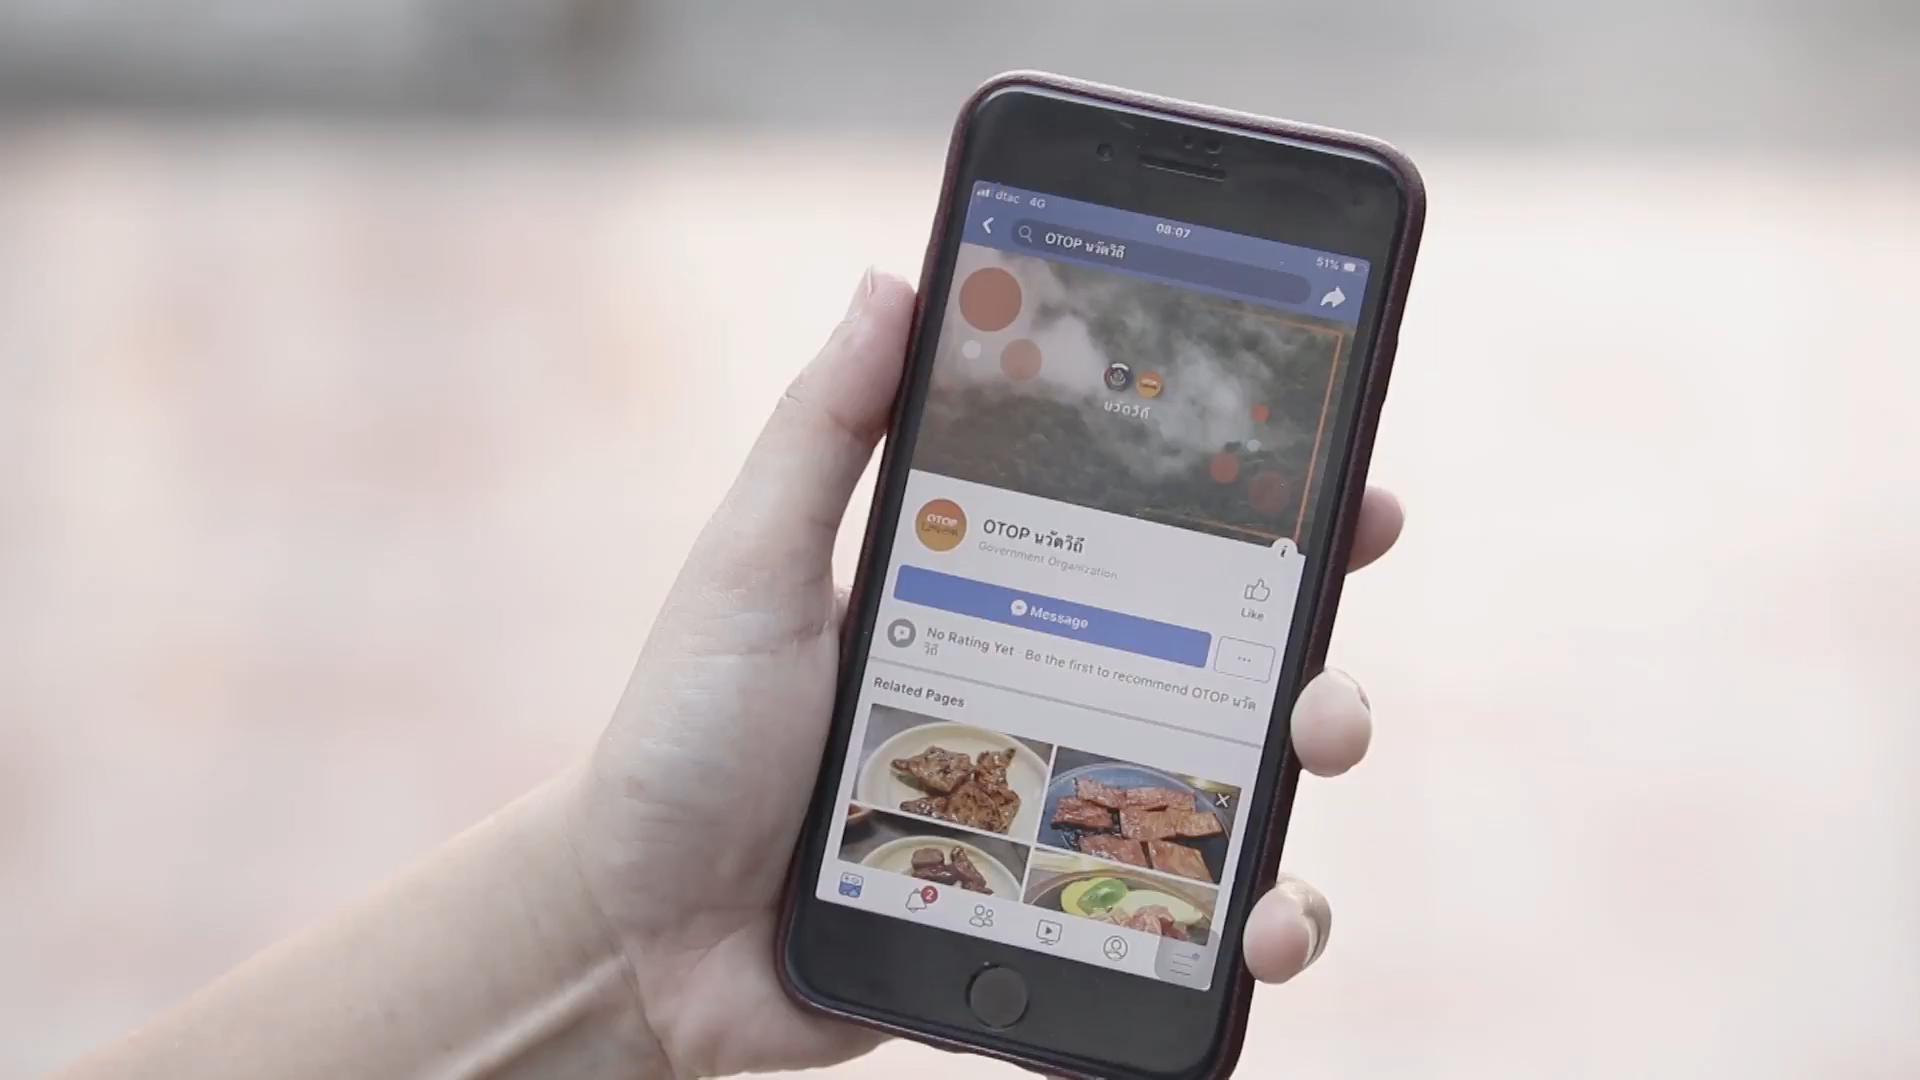 dtac 4G
08:07
51%
OTOP นวัตวิถี
นวัตวิถี
OTOP
OTOP นวัตวิถี
Government Organization
Like
Message
No Rating Yet · Be the first to recommend OTOP นวัต
วิถี
Related Pages
2